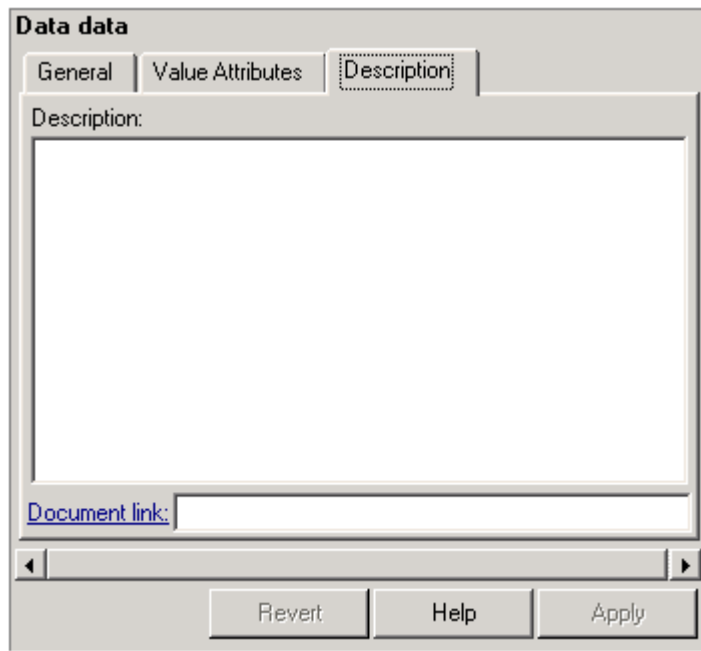 Data data
General Value Attributes Description
Description:
Document link:
Revert Help Apply